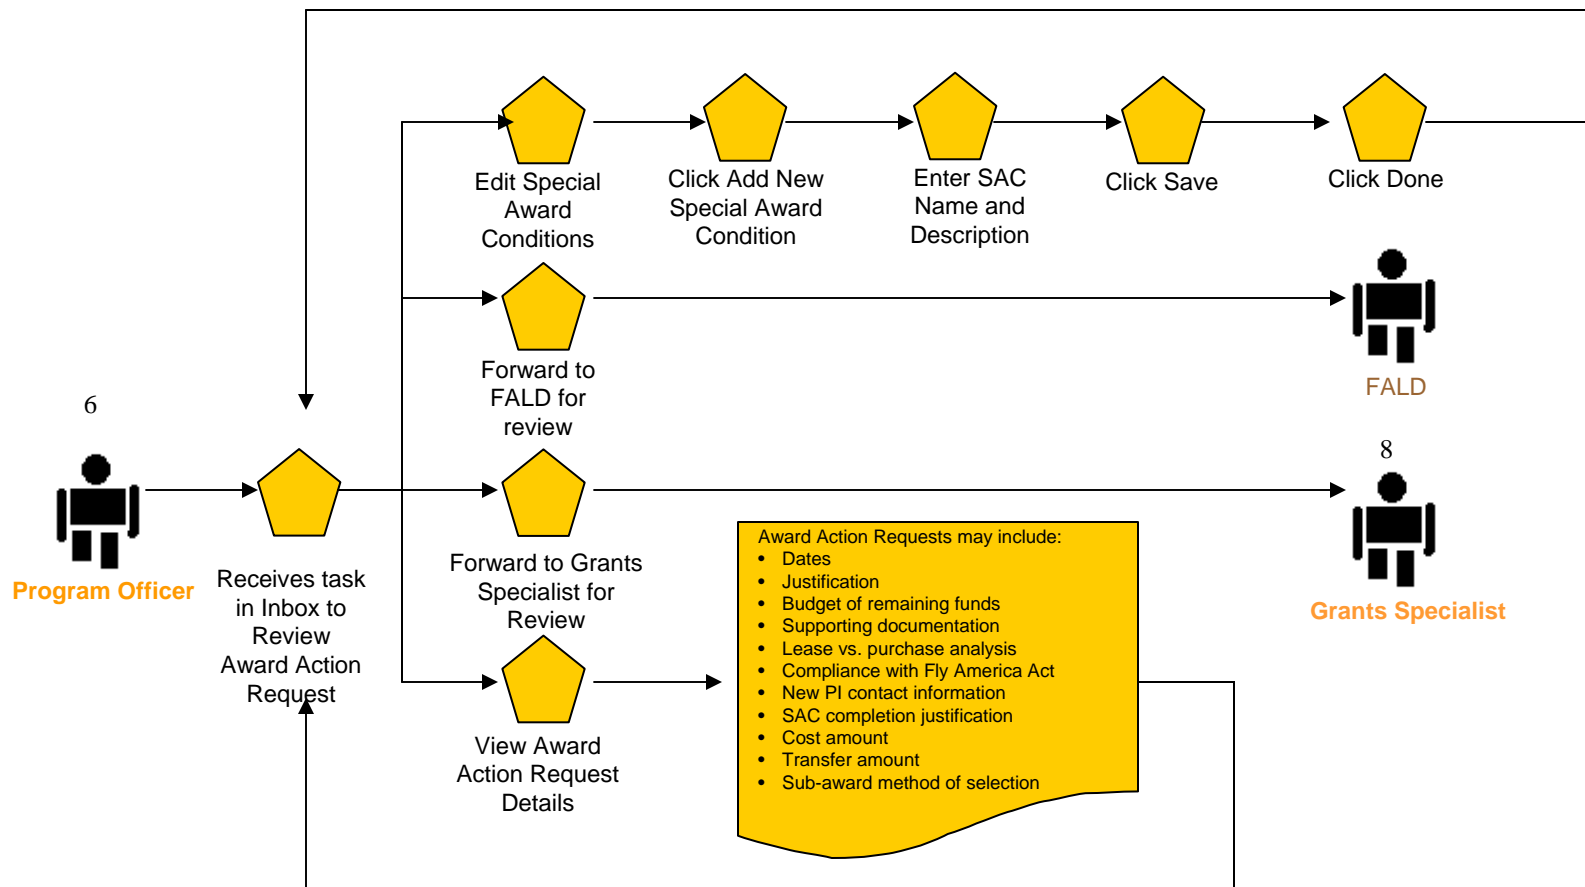 Edit Special
Award
Conditions
Click Add New
Special Award
Condition
Enter SAC
Name and
Description
Click Save
Click Done
Forward to
FALD for
review
FALD
6
Program Officer
Receives task
in Inbox to
Review
Award Action
Request
Forward to Grants
Specialist for
Review
8
Grants Specialist
View Award
Action Request
Details
Award Action Requests may include:
• Dates
• Justification
• Budget of remaining funds
• Supporting documentation
• Lease vs. purchase analysis
• Compliance with Fly America Act
• New PI contact information
• SAC completion justification
• Cost amount
• Transfer amount
• Sub-award method of selection